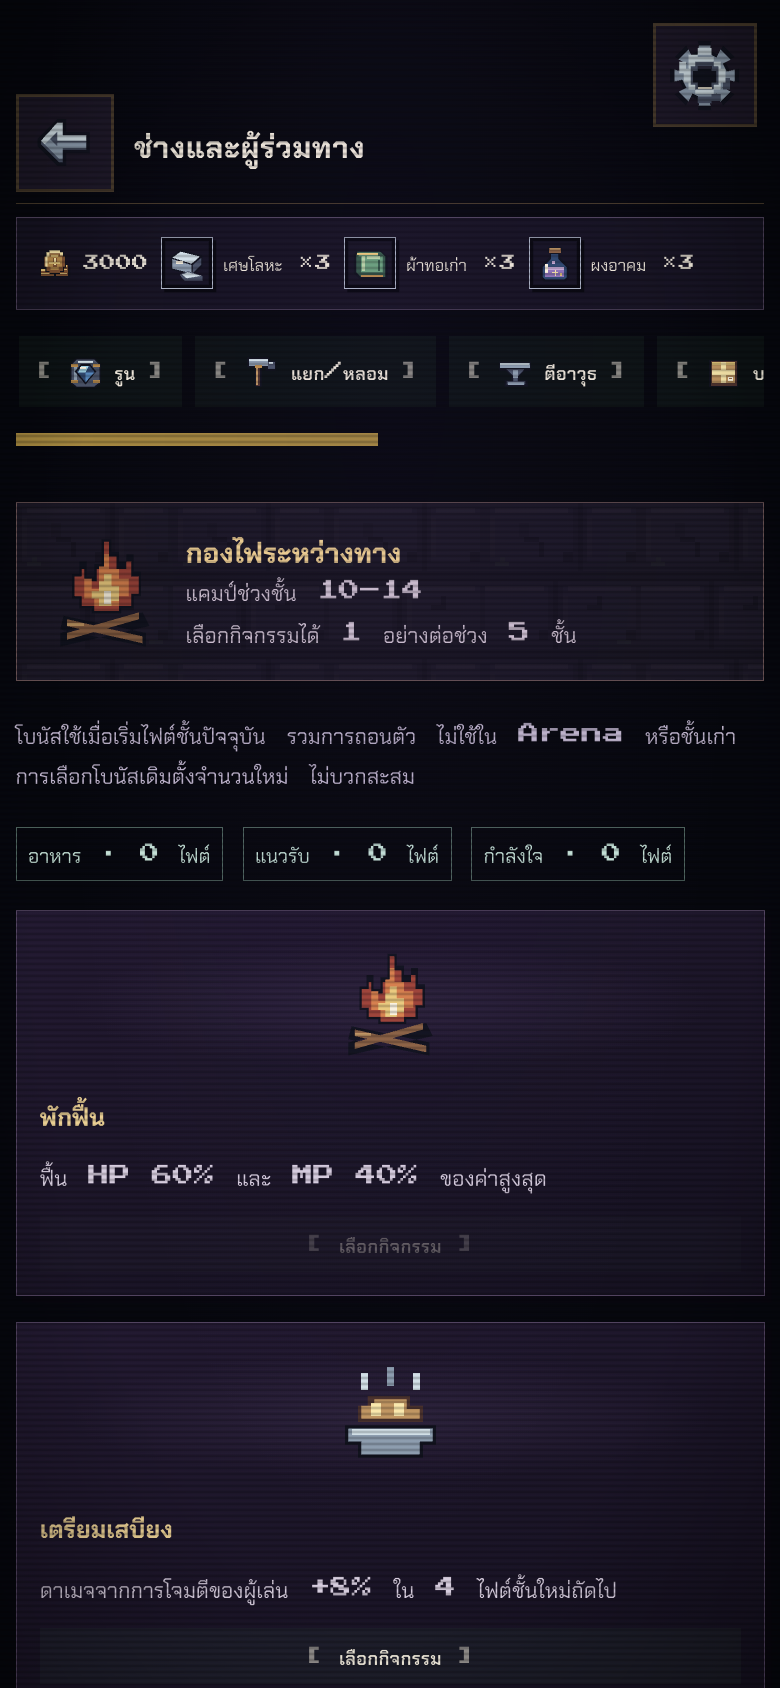 ช่างและผู้ร่วมทาง
3000 เศษโลหะ ×3 ผ้าทอเก่า ×3 ผงอาคม ×3
[ รูน ] [ แยก/หลอม ] [ ตีอาวุธ ] [ บ
กองไฟระหว่างทาง
แคมป์ช่วงชั้น 10–14
เลือกกิจกรรมได้ 1 อย่างต่อช่วง 5 ชั้น
โบนัสใช้เมื่อเริ่มไฟต์ชั้นปัจจุบัน รวมการถอนตัว ไม่ใช้ใน Arena หรือชั้นเก่า
การเลือกโบนัสเดิมตั้งจำนวนใหม่ ไม่บวกสะสม
อาหาร · 0 ไฟต์ แนวรับ · 0 ไฟต์ กำลังใจ · 0 ไฟต์
พักฟื้น
ฟื้น HP 60% และ MP 40% ของค่าสูงสุด
[ เลือกกิจกรรม ]
เตรียมเสบียง
ดาเมจจากการโจมตีของผู้เล่น +8% ใน 4 ไฟต์ชั้นใหม่ถัดไป
[ เลือกกิจกรรม ]